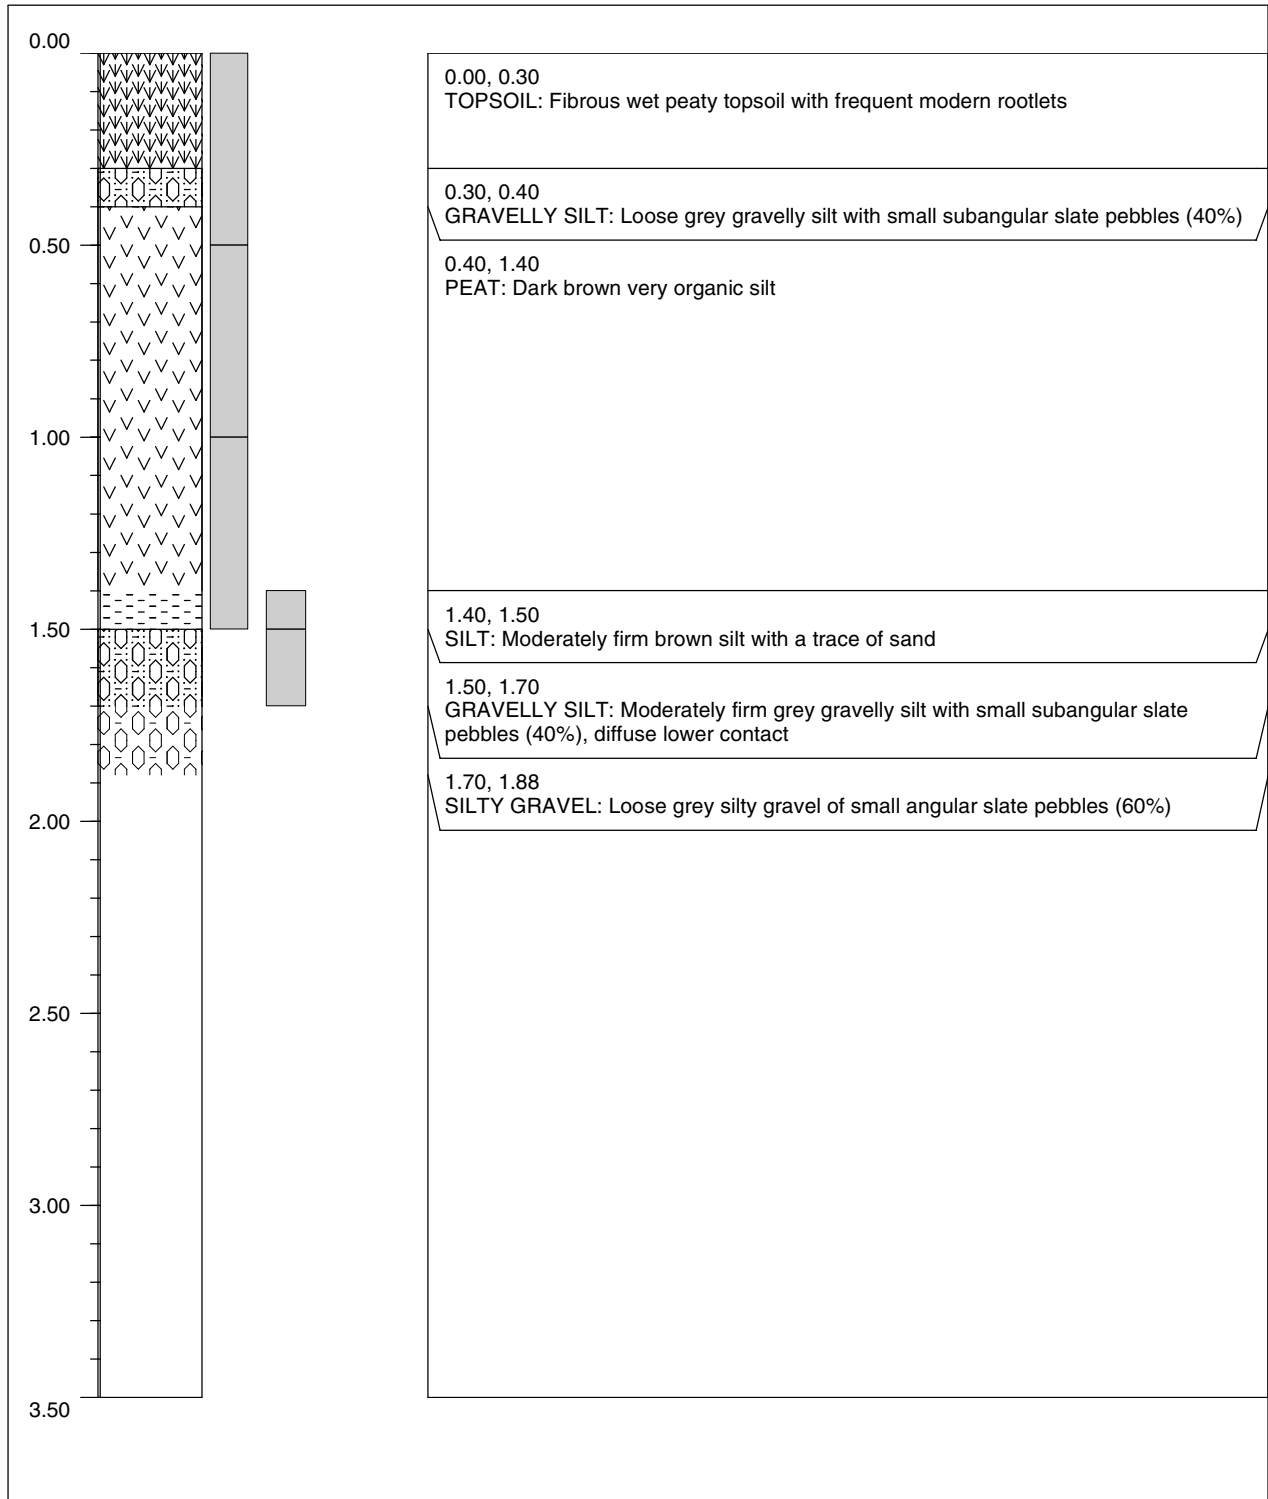 0.00
0.50
1.00
1.50
2.00
2.50
3.00
3.50
0.00, 0.30
TOPSOIL: Fibrous wet peaty topsoil with frequent modern rootlets
0.30, 0.40
GRAVELLY SILT: Loose grey gravelly silt with small subangular slate pebbles (40%)
0.40, 1.40
PEAT: Dark brown very organic silt
1.40, 1.50
SILT: Moderately firm brown silt with a trace of sand
1.50, 1.70
GRAVELLY SILT: Moderately firm grey gravelly silt with small subangular slate
pebbles (40%), diffuse lower contact
1.70, 1.88
SILTY GRAVEL: Loose grey silty gravel of small angular slate pebbles (60%)